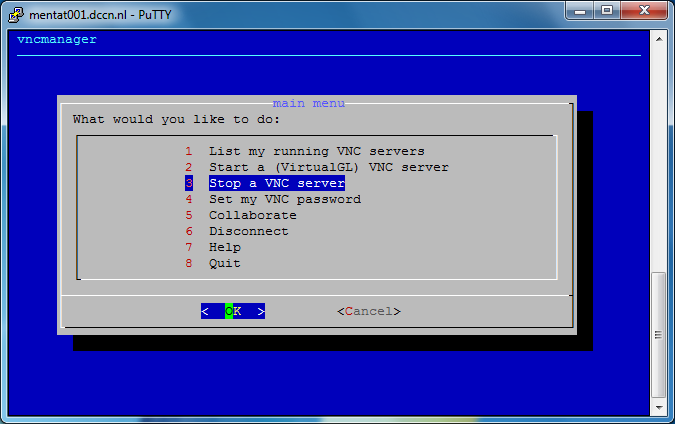 mentat001.dccn.nl - PuTTY
vncmanager
main menu
What would you like to do:
1 List my running VNC servers
2 Start a (VirtualGL) VNC server
3 Stop a VNC server
4 Set my VNC password
5 Collaborate
6 Disconnect
7 Help
8 Quit
< OK > <Cancel>